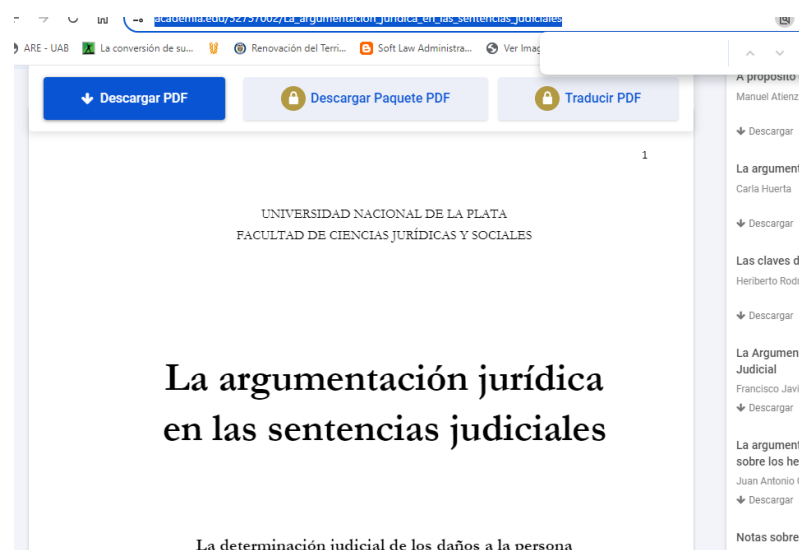 academia.edu/52757002/La_argumentación_jurídica_en_las_sentencias_judiciales
ARE - UAB
La conversión de su...
Renovación del Terri...
Soft Law Administra...
Ver Imag
Descargar PDF
Descargar Paquete PDF
Traducir PDF
1
UNIVERSIDAD NACIONAL DE LA PLATA
FACULTAD DE CIENCIAS JURÍDICAS Y SOCIALES
La argumentación jurídica
en las sentencias judiciales
La determinación judicial de los daños a la persona
A propósito
Manuel Atienz
Descargar
La argument
Carla Huerta
Descargar
Las claves d
Heriberto Rodr
Descargar
La Argumen
Judicial
Francisco Javi
Descargar
La argument
sobre los he
Juan Antonio
Descargar
Notas sobre